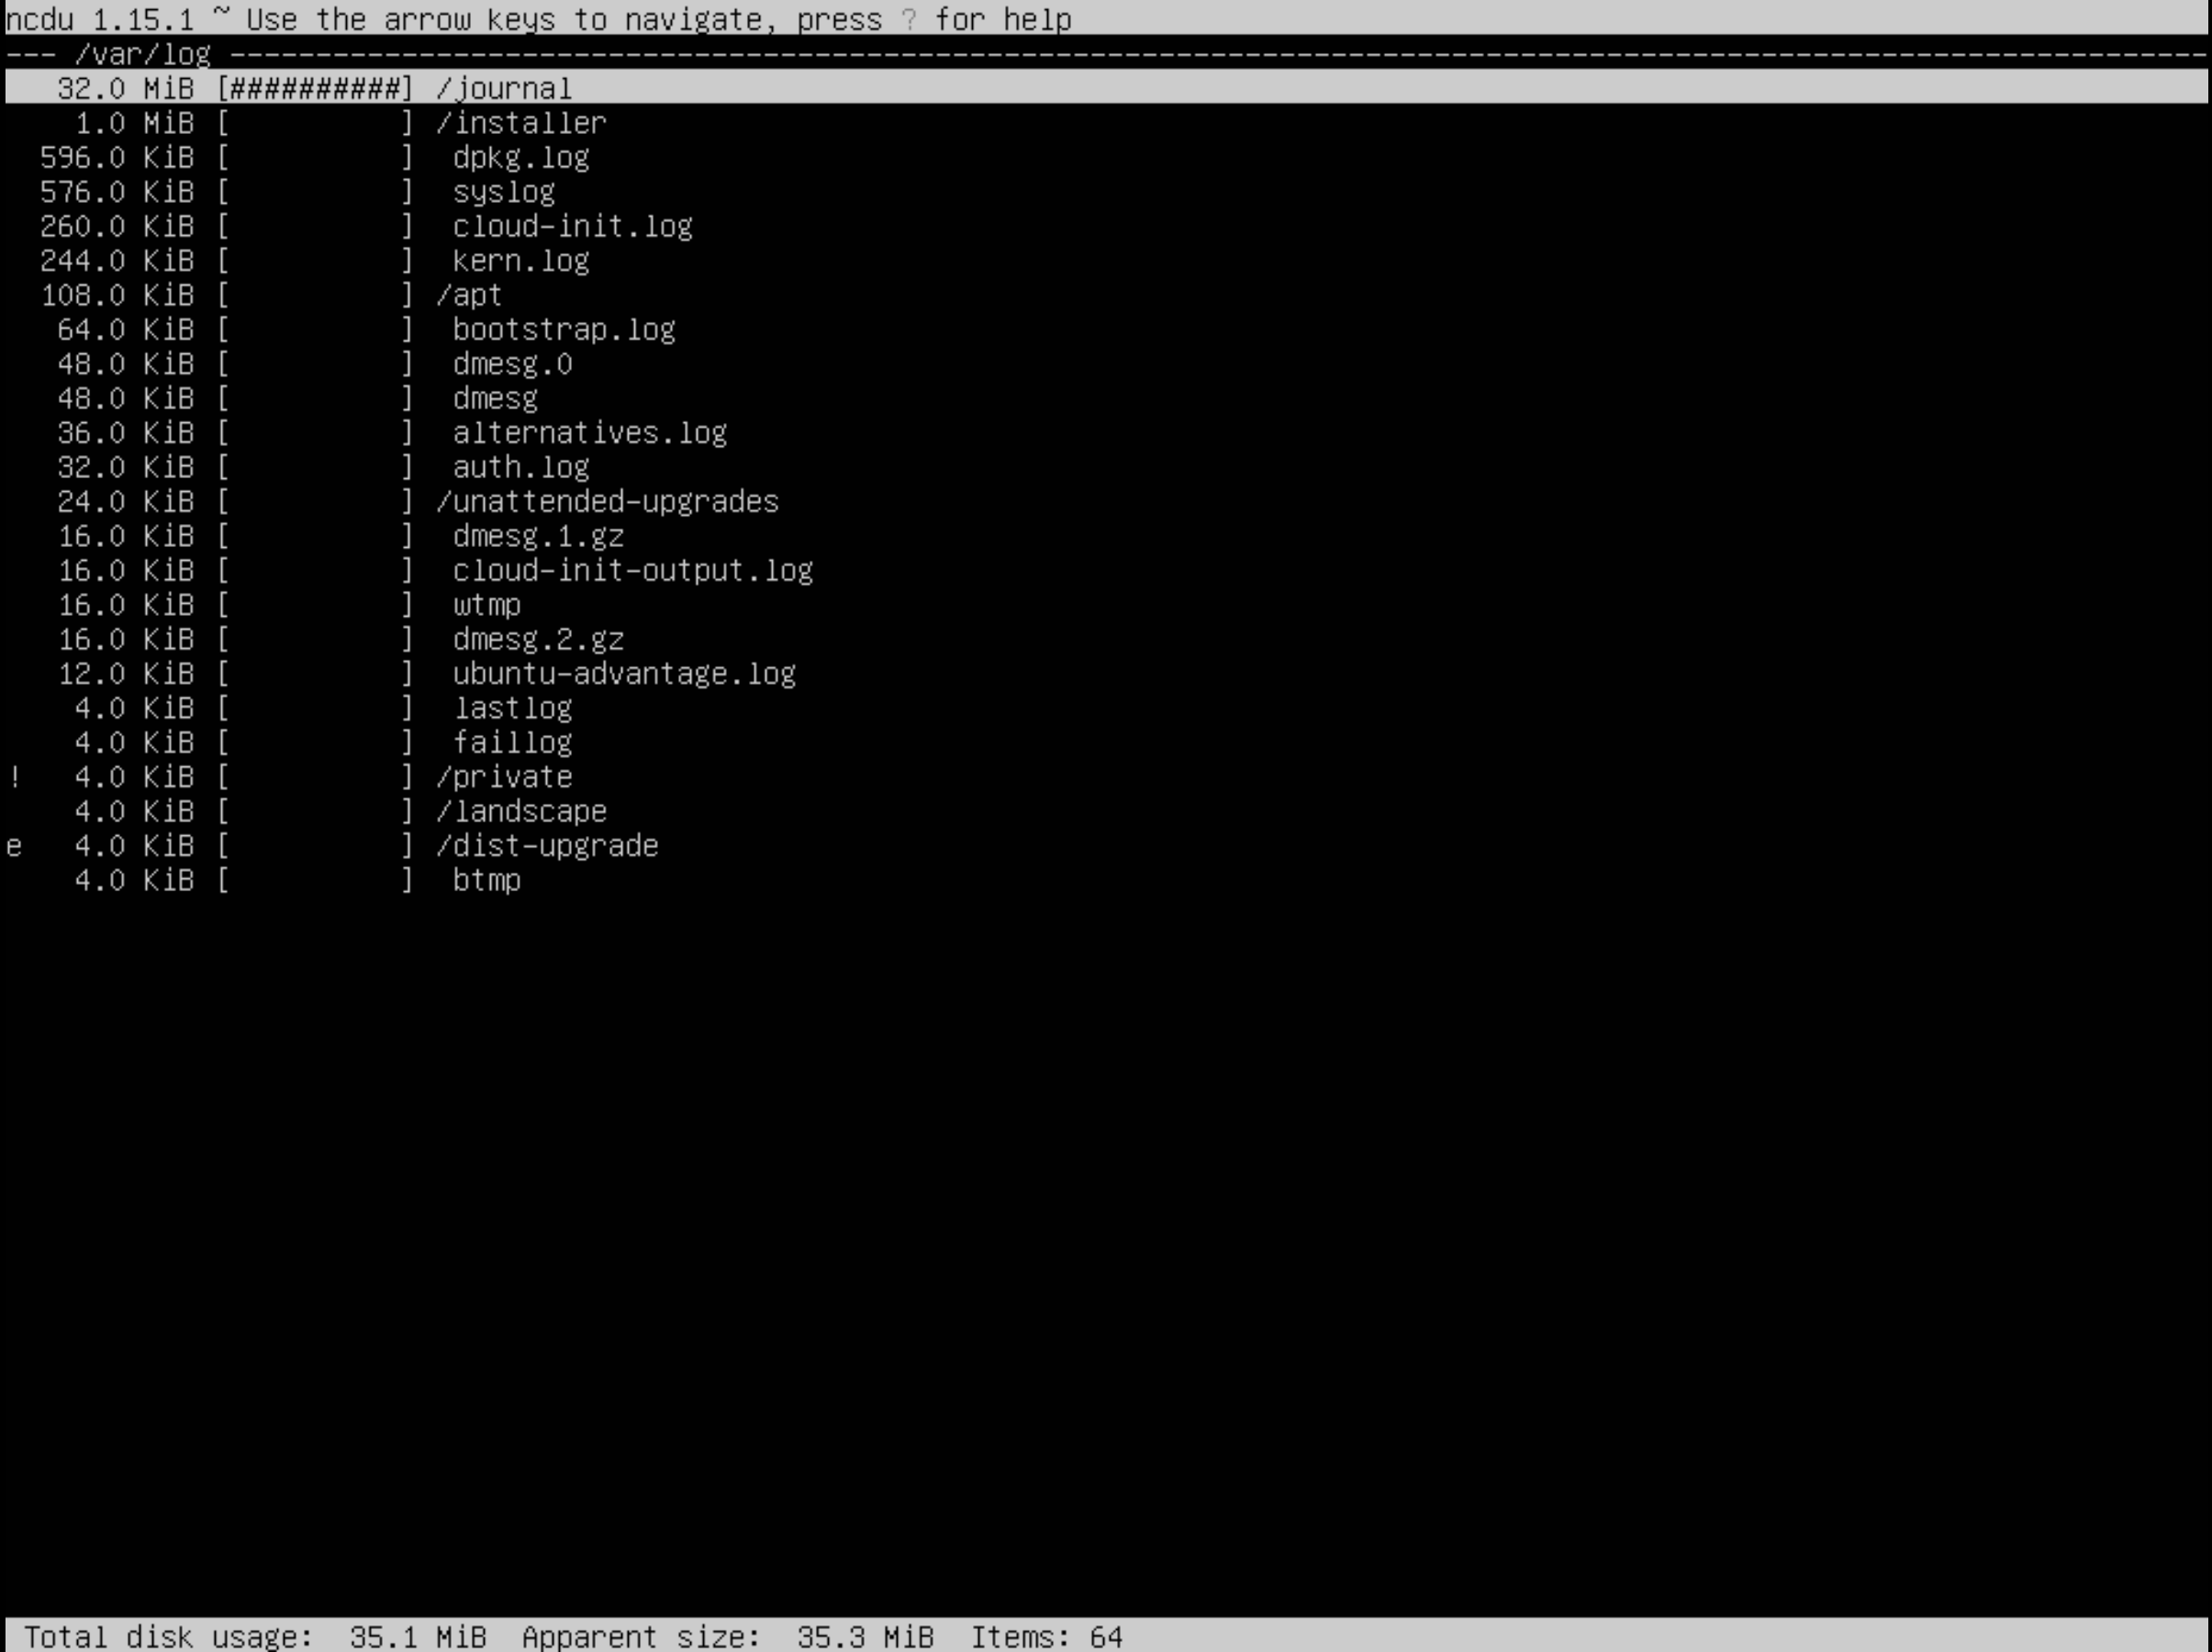 ncdu 1.15.1 ~ Use the arrow keys to navigate, press ? for help
--- /var/log -------------------------------------------------------------------------------------------------------------------
   32.0 MiB [##########] /journal
    1.0 MiB [          ] /installer
  596.0 KiB [          ]  dpkg.log
  576.0 KiB [          ]  syslog
  260.0 KiB [          ]  cloud-init.log
  244.0 KiB [          ]  kern.log
  108.0 KiB [          ] /apt
   64.0 KiB [          ]  bootstrap.log
   48.0 KiB [          ]  dmesg.0
   48.0 KiB [          ]  dmesg
   36.0 KiB [          ]  alternatives.log
   32.0 KiB [          ]  auth.log
   24.0 KiB [          ] /unattended-upgrades
   16.0 KiB [          ]  dmesg.1.gz
   16.0 KiB [          ]  cloud-init-output.log
   16.0 KiB [          ]  wtmp
   16.0 KiB [          ]  dmesg.2.gz
   12.0 KiB [          ]  ubuntu-advantage.log
    4.0 KiB [          ]  lastlog
    4.0 KiB [          ]  faillog
!   4.0 KiB [          ] /private
    4.0 KiB [          ] /landscape
e   4.0 KiB [          ] /dist-upgrade
    4.0 KiB [          ]  btmp
 Total disk usage:  35.1 MiB  Apparent size:  35.3 MiB  Items: 64